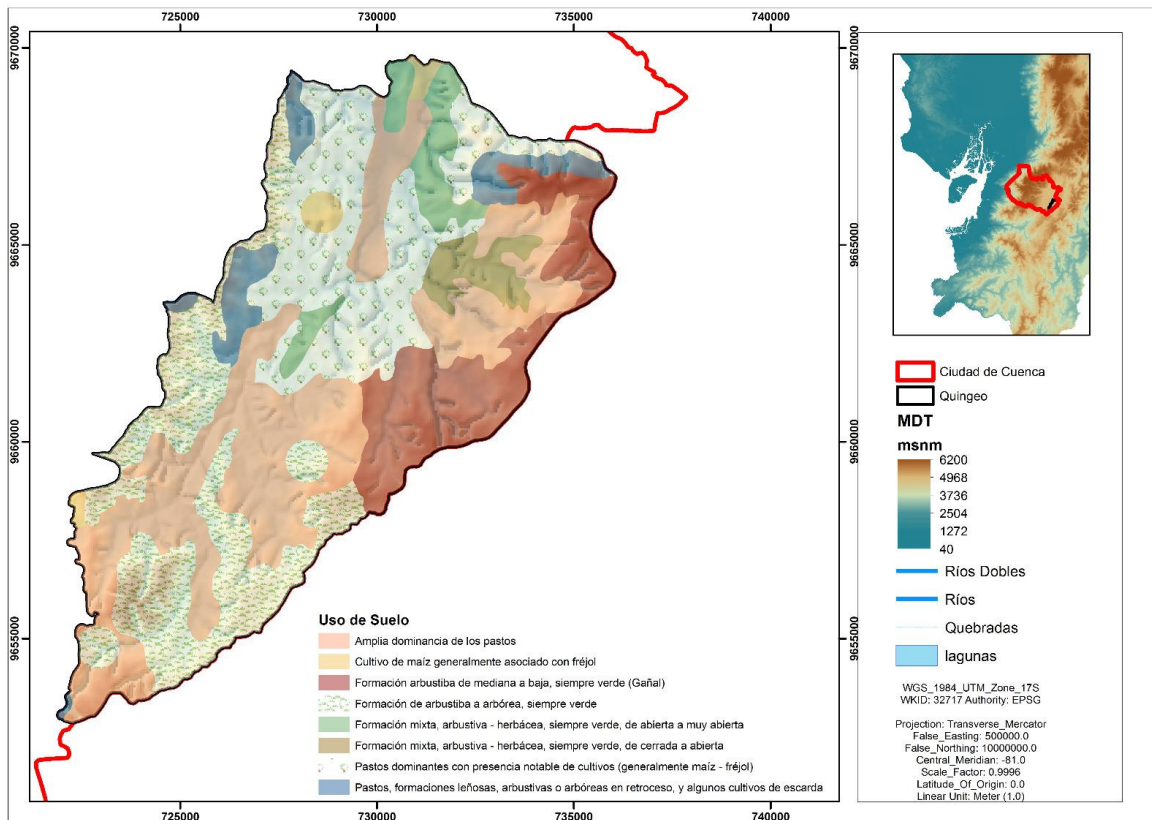 725000 730000 735000 740000
9670000 9670000
9665000 9665000
9660000 9660000
9655000 9655000
725000 730000 735000 740000
Uso de Suelo
Amplia dominancia de los pastos
Cultivo de maíz generalmente asociado con fréjol
Formación arbustiba de mediana a baja, siempre verde (Gañal)
Formación de arbustiba a arbórea, siempre verde
Formación mixta, arbustiva - herbácea, siempre verde, de abierta a muy abierta
Formación mixta, arbustiva - herbácea, siempre verde, de cerrada a abierta
Pastos dominantes con presencia notable de cultivos (generalmente maíz - fréjol)
Pastos, formaciones leñosas, arbustivas o arbóreas en retroceso, y algunos cultivos de escarda
Ciudad de Cuenca
Quingeo
MDT
msnm
6200
4968
3736
2504
1272
40
Ríos Dobles
Ríos
Quebradas
lagunas
WGS_1984_UTM_Zone_17S
WKID: 32717 Authority: EPSG
Projection: Transverse_Mercator
False_Easting: 500000.0
False_Northing: 10000000.0
Central_Meridian: -81.0
Scale_Factor: 0.9996
Latitude_Of_Origin: 0.0
Linear Unit: Meter (1.0)